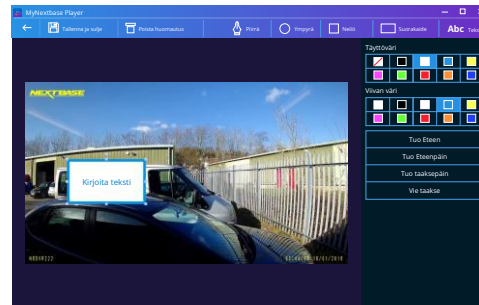 MyNextbase Player
Tallenna ja sulje
Poista huomautus
Piirrä
Ympyrä
Neliö
Suorakaide
Abc
Täyttöväri
NEXTBASE
Viivan väri
Tuo Eteen
Tuo Eteenpäin
Tuo taaksepäin
Vie taakse
Kirjoita teksti